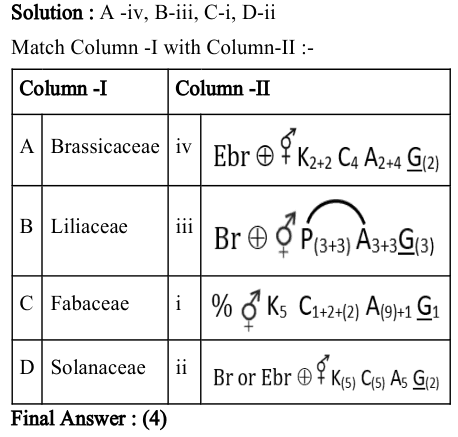 Solution : A -iv, B-iii, C-i, D-ii
Match Column -I with Column-II :-
Column -I Column -II
A Brassicaceae iv Ebr ⊕ ⚥ K₂₊₂ C₄ A₂₊₄ G̲₍₂₎
B Liliaceae iii Br ⊕ ⚥ P₍₃₊₃₎ A₃₊₃ G̲₍₃₎
C Fabaceae i % ⚥ K₅ C₁₊₂₊₍₂₎ A₍₉₎₊₁ G̲₁
D Solanaceae ii Br or Ebr ⊕ ⚥ K₍₅₎ C₍₅₎ A₅ G̲₍₂₎
Final Answer : (4)